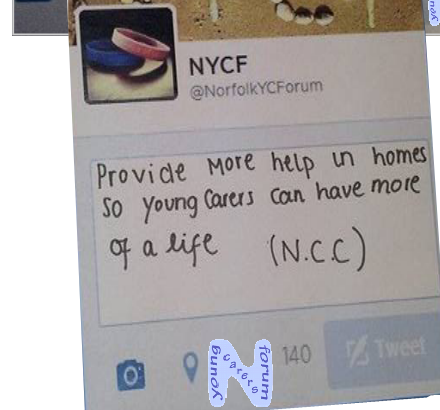 NYCF
@NorfolkYCForum
Provide more help in homes
so young carers can have more
of a life (N.C.C)
140
Tweet
young carers forum
N